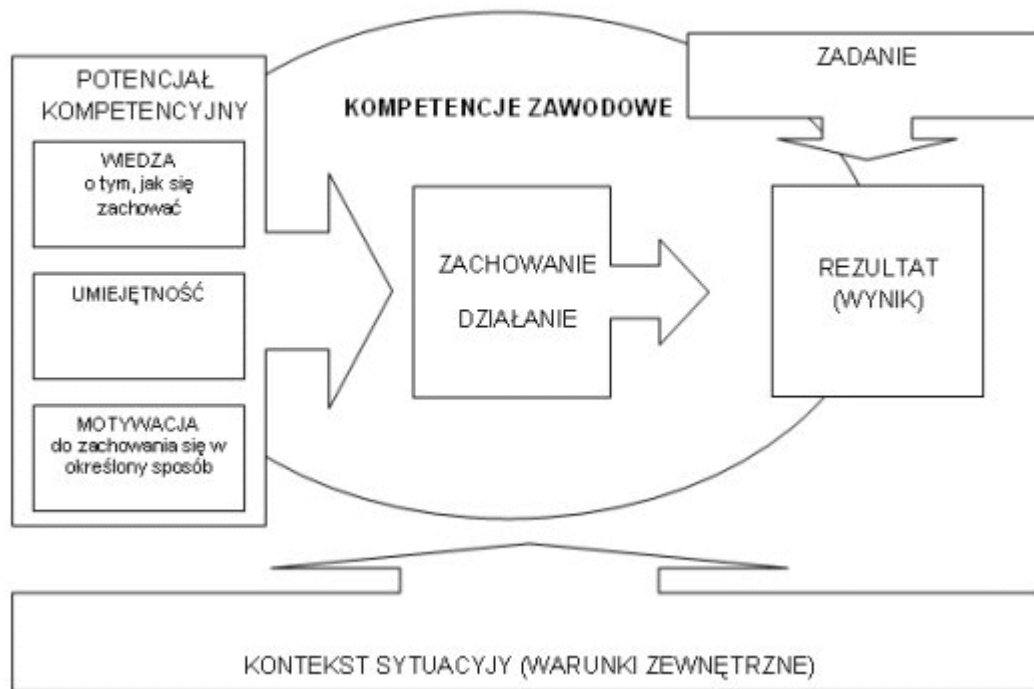 POTENCJAŁ
KOMPETENCYJNY
WIEDZA
o tym, jak się
zachować
UMIEJĘTNOŚĆ
MOTYWACJA
do zachowania się w
określony sposób
KOMPETENCJE ZAWODOWE
ZACHOWANIE
DZIAŁANIE
ZADANIE
REZULTAT
(WYNIK)
KONTEKST SYTUACYJY (WARUNKI ZEWNĘTRZNE)